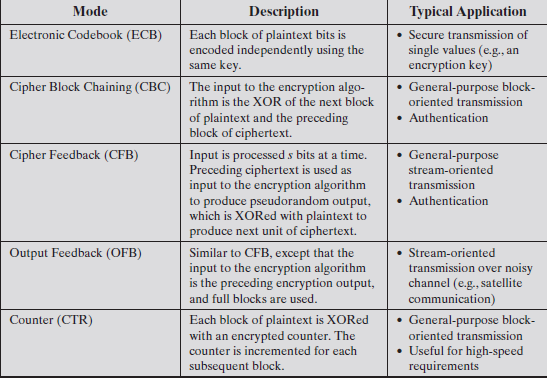 Mode Description Typical Application
Electronic Codebook (ECB) Each block of plaintext bits is • Secure transmission of
encoded independently using the single values (e.g., an
same key. encryption key)
Cipher Block Chaining (CBC) The input to the encryption algo- • General-purpose block-
rithm is the XOR of the next block oriented transmission
of plaintext and the preceding • Authentication
block of ciphertext.
Cipher Feedback (CFB) Input is processed s bits at a time. • General-purpose
Preceding ciphertext is used as stream-oriented
input to the encryption algorithm transmission
to produce pseudorandom output, • Authentication
which is XORed with plaintext to
produce next unit of ciphertext.
Output Feedback (OFB) Similar to CFB, except that the • Stream-oriented
input to the encryption algorithm transmission over noisy
is the preceding encryption output, channel (e.g., satellite
and full blocks are used. communication)
Counter (CTR) Each block of plaintext is XORed • General-purpose block-
with an encrypted counter. The oriented transmission
counter is incremented for each • Useful for high-speed
subsequent block. requirements